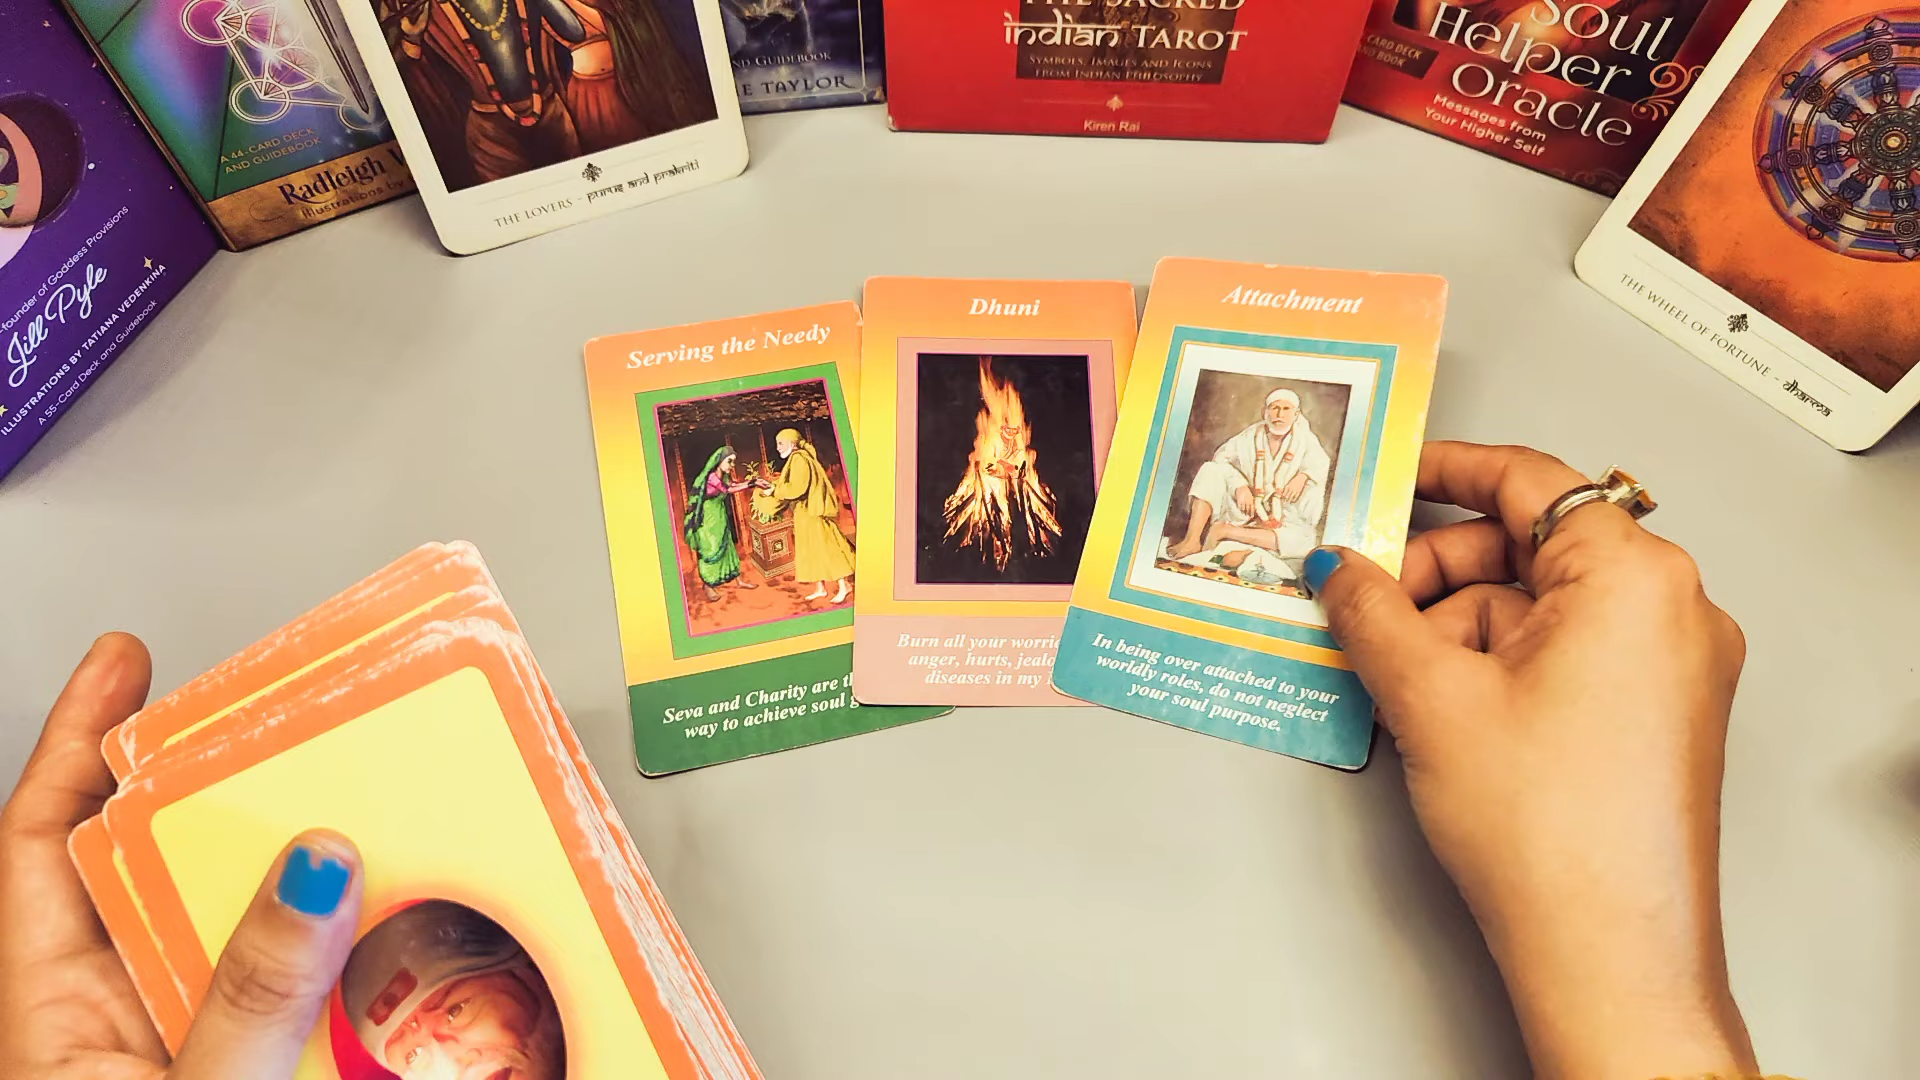 -founder of Goddess Provisions
Jill Pyle
ILLUSTRATIONS BY TATIANA VEDENKINA
A 55-Card Deck and Guidebook
A 44-CARD DECK
AND GUIDEBOOK
Radleigh
Illustrations by
THE LOVERS - purus and prakriti
ND GUIDEBOOK
E TAYLOR
THE SACRED
indian TAROT
SYMBOLS, IMAGES AND ICONS
FROM INDIAN PHILOSOPHY
Kiren Rai
Soul
Helper
Oracle
CARD DECK
AND BOOK
Messages from
Your Higher Self
THE WHEEL OF FORTUNE - dharma
Serving the Needy
Seva and Charity are
way to achieve soul
Dhuni
Burn all your
anger, hurts,
diseases in my
Attachment
In being over attached to your
worldly roles, do not neglect
your soul purpose.